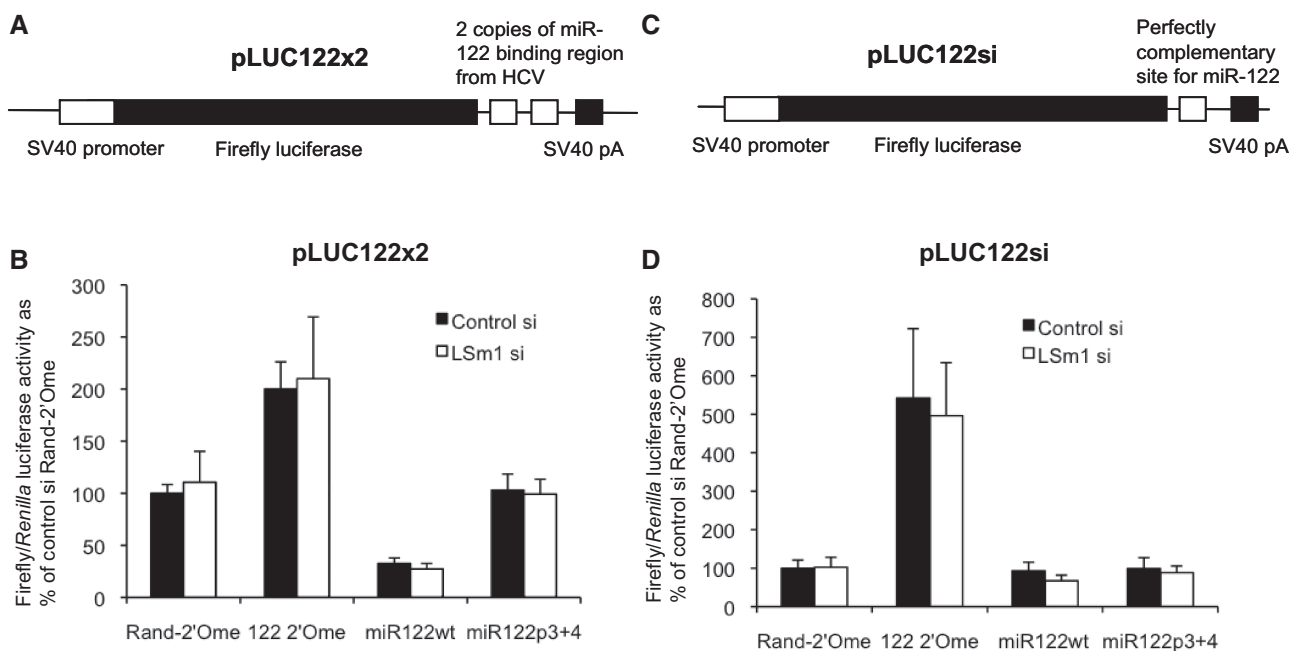 A
pLUC122x2
2 copies of miR-
122 binding region
from HCV
SV40 promoter
Firefly luciferase
SV40 pA
C
pLUC122si
Perfectly
complementary
site for miR-122
SV40 promoter
Firefly luciferase
SV40 pA
B
pLUC122x2
Firefly/Renilla luciferase activity as
% of control si Rand-2'Ome
300
250
200
150
100
50
0
Control si
LSm1 si
Rand-2'Ome
122 2'Ome
miR122wt
miR122p3+4
D
pLUC122si
Firefly/Renilla luciferase activity as
% of control si Rand-2'Ome
800
700
600
500
400
300
200
100
0
Control si
LSm1 si
Rand-2'Ome
122 2'Ome
miR122wt
miR122p3+4